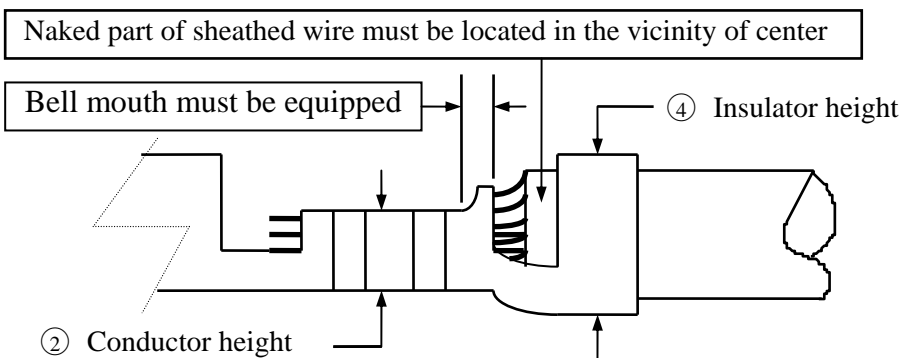 Naked part of sheathed wire must be located in the vicinity of center
Bell mouth must be equipped
④ Insulator height
② Conductor height